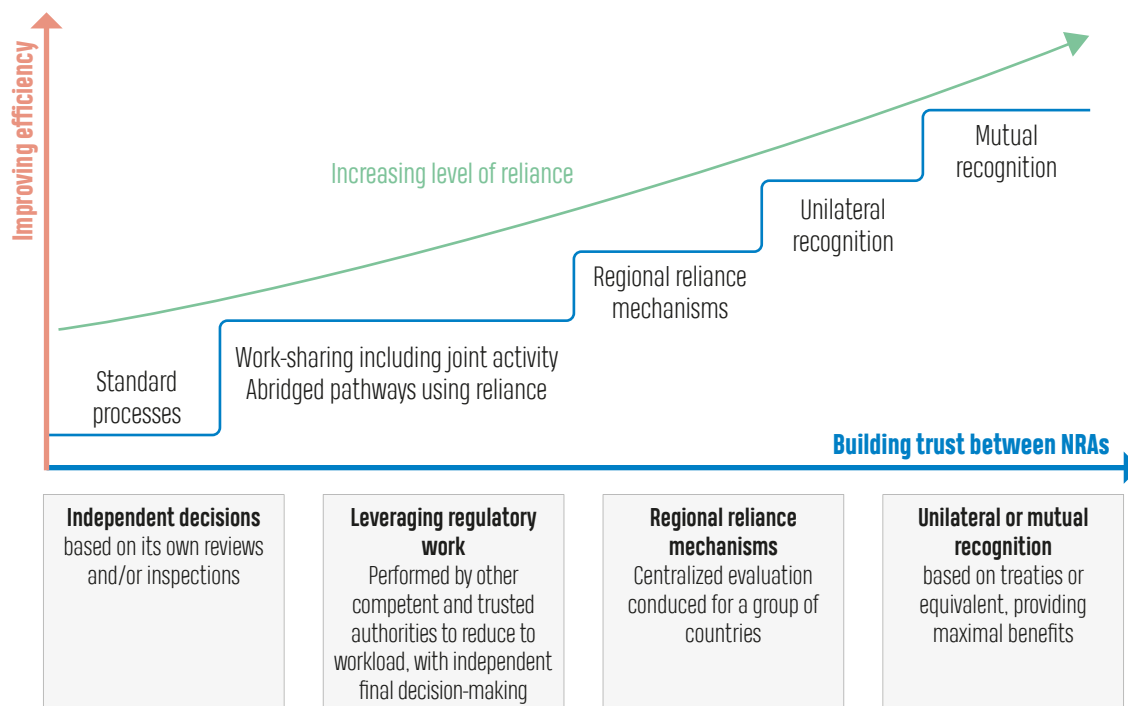 Improving efficiency
Increasing level of reliance
Mutual
recognition
Unilateral
recognition
Regional reliance
mechanisms
Work-sharing including joint activity
Abridged pathways using reliance
Standard
processes
Building trust between NRAs
Independent decisions
based on its own reviews
and/or inspections
Leveraging regulatory
work
Performed by other
competent and trusted
authorities to reduce to
workload, with independent
final decision-making
Regional reliance
mechanisms
Centralized evaluation
conduced for a group of
countries
Unilateral or mutual
recognition
based on treaties or
equivalent, providing
maximal benefits